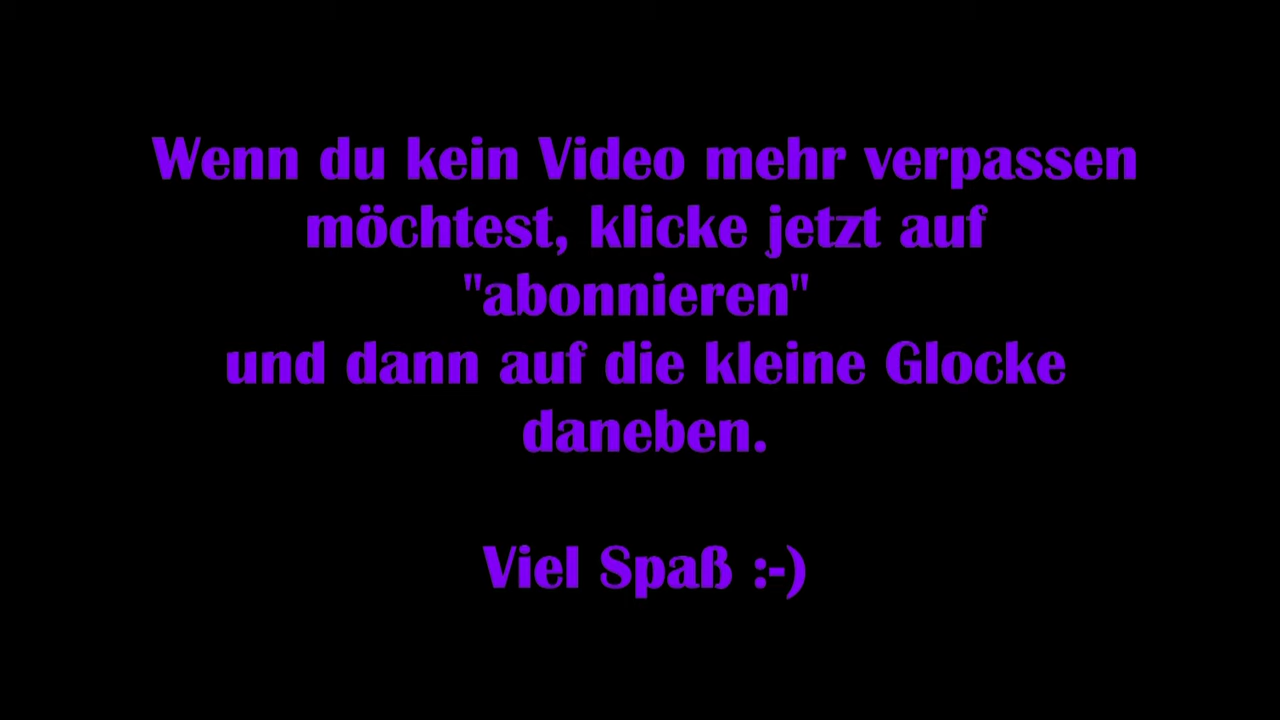 Wenn du kein Video mehr verpassen
möchtest, klicke jetzt auf
"abonnieren"
und dann auf die kleine Glocke
daneben.
Viel Spaß :-)